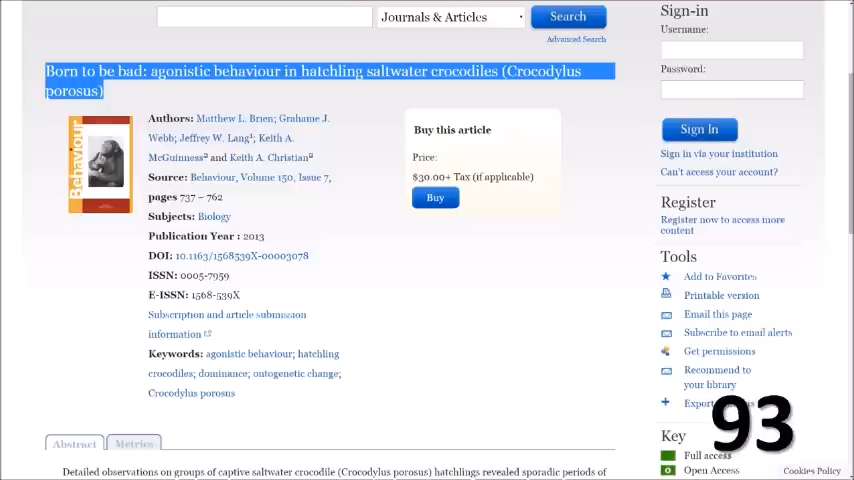 Journals & Articles
Search
Advanced Search
Born to be bad: agonistic behaviour in hatchling saltwater crocodiles (Crocodylus
porosus)
Behaviour
Authors: Matthew L. Brien; Grahame J.
Webb; Jeffrey W. Lang¹; Keith A.
McGuinness² and Keith A. Christian²
Source: Behaviour, Volume 150, Issue 7,
pages 737 – 762
Subjects: Biology
Publication Year : 2013
DOI: 10.1163/1568539X-00003078
ISSN: 0005-7959
E-ISSN: 1568-539X
Subscription and article submission
information
Keywords: agonistic behaviour; hatchling
crocodiles; dominance; ontogenetic change;
Crocodylus porosus
Buy this article
Price:
$30.00+ Tax (if applicable)
Buy
Abstract
Metrics
Detailed observations on groups of captive saltwater crocodile (Crocodylus porosus) hatchlings revealed sporadic periods of
Sign-in
Username:
Password:
Sign In
Sign in via your institution
Can't access your account?
Register
Register now to access more
content
Tools
Add to Favorites
Printable version
Email this page
Subscribe to email alerts
Get permissions
Recommend to
your library
93
Key
Full access
Open Access
Cookies Policy